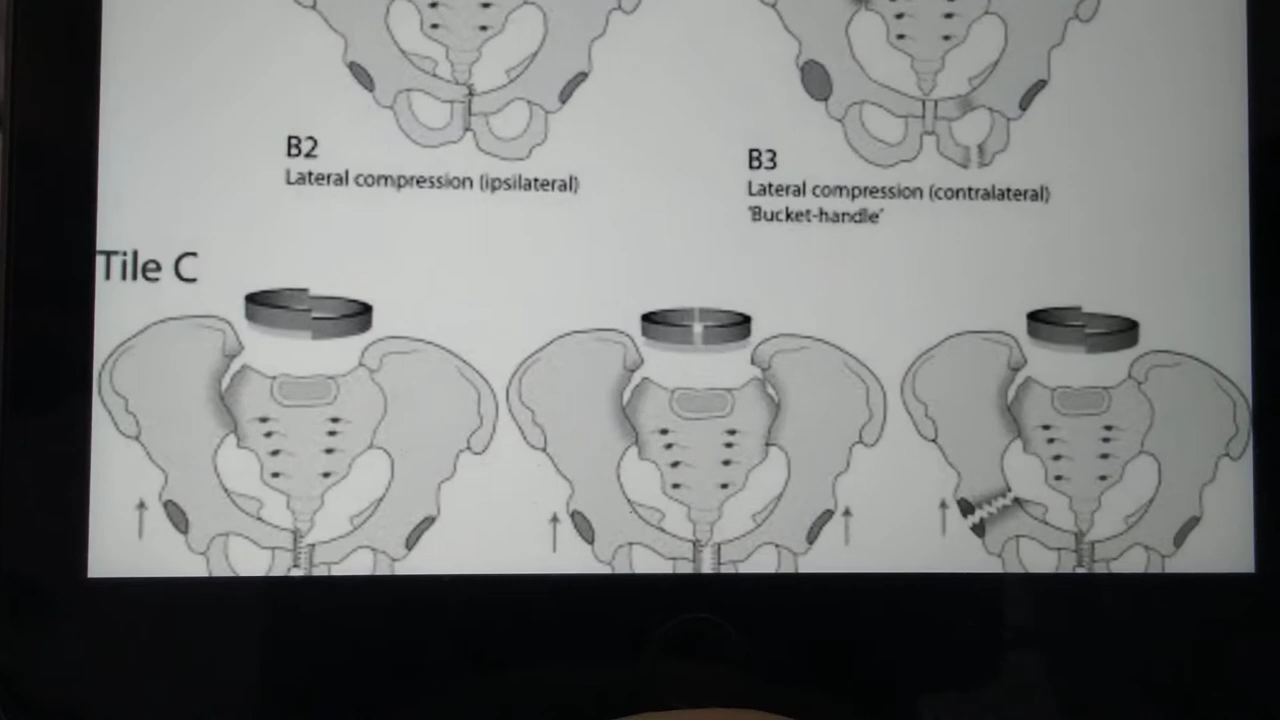 B2
Lateral compression (ipsilateral)
B3
Lateral compression (contralateral)
'Bucket-handle'
Tile C